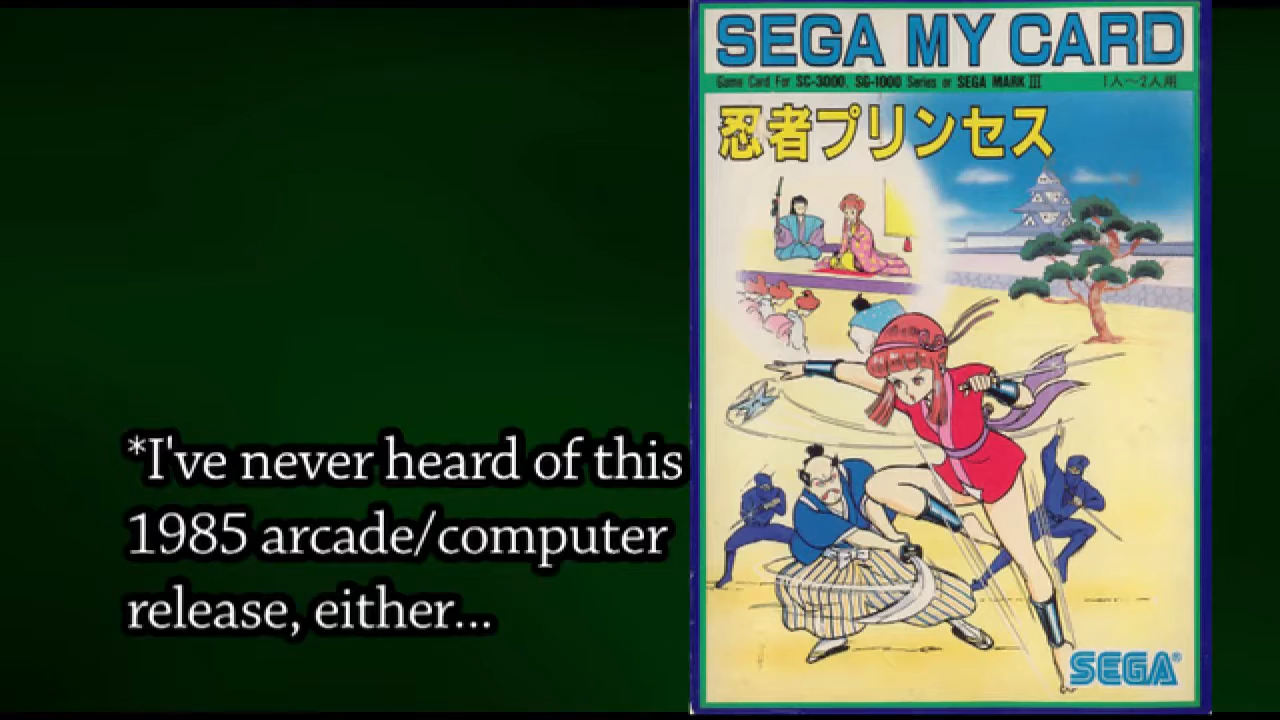 SEGA MY CARD
Game Card For SC-3000, SG-1000 Series or SEGA MARK III
1人~2人用
忍者プリンセス
*I've never heard of this
1985 arcade/computer
release, either...
SEGA®